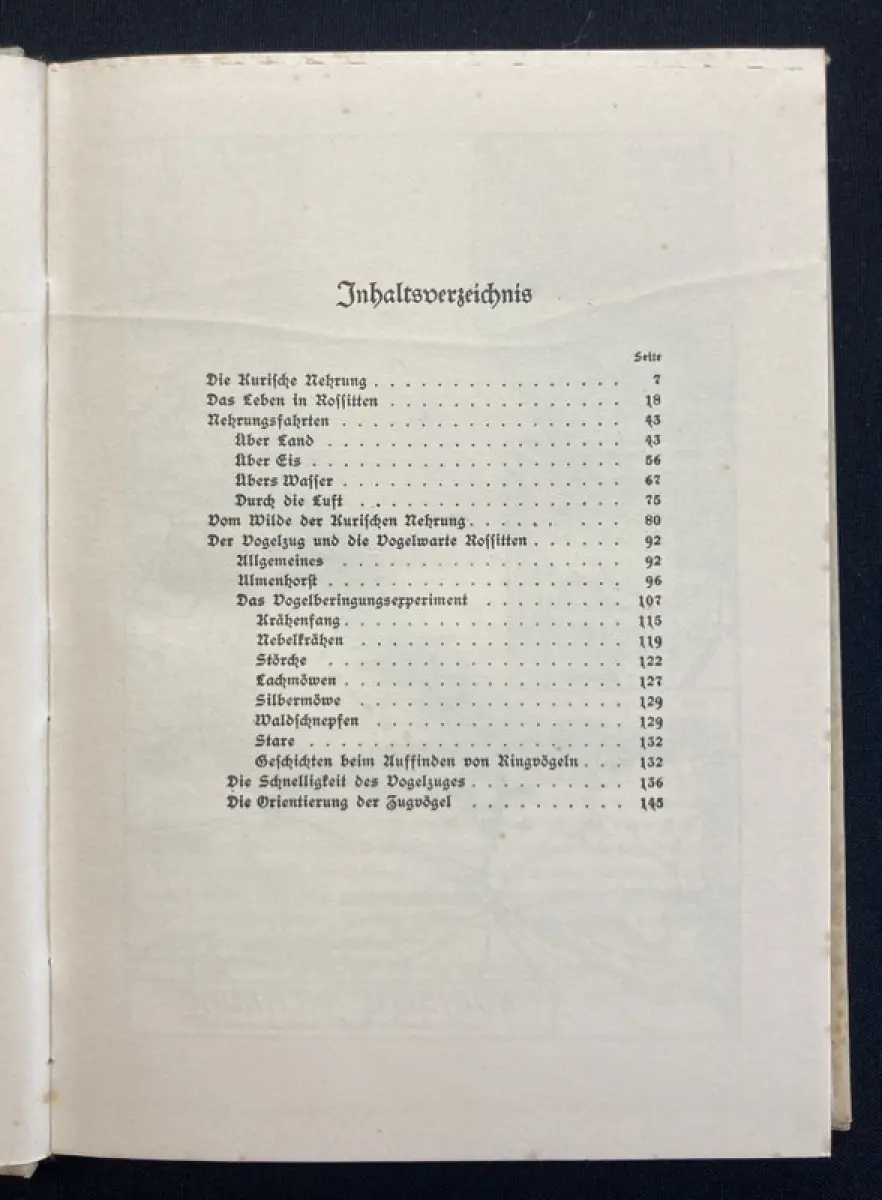 Inhaltsverzeichnis
Seite
Die Kurische Nehrung . . . . . . . . . . . . . . . . 7
Das Leben in Rossitten . . . . . . . . . . . . . . . 18
Nehrungsfahrten . . . . . . . . . . . . . . . . . . 43
Über Land . . . . . . . . . . . . . . . . . . . 43
Über Eis . . . . . . . . . . . . . . . . . . . . 56
Übers Wasser . . . . . . . . . . . . . . . . . . 67
Durch die Luft . . . . . . . . . . . . . . . . . 75
Vom Wilde der Kurischen Nehrung . . . . . . . . . 80
Der Vogelzug und die Vogelwarte Rossitten . . . . . . 92
Allgemeines . . . . . . . . . . . . . . . . . . 92
Ulmenhorst . . . . . . . . . . . . . . . . . . . 96
Das Vogelberingungsexperiment . . . . . . . . . 107
Krähenfang . . . . . . . . . . . . . . . . . . 115
Nebelkrähen . . . . . . . . . . . . . . . . . 119
Störche . . . . . . . . . . . . . . . . . . . 122
Lachmöwen . . . . . . . . . . . . . . . . . . 127
Silbermöwe . . . . . . . . . . . . . . . . . 129
Waldschnepfen . . . . . . . . . . . . . . . . 129
Stare . . . . . . . . . . . . . . . . . . . . 132
Geschichten beim Auffinden von Ringvögeln . . . 132
Die Schnelligkeit des Vogelzuges . . . . . . . . . . 136
Die Orientierung der Zugvögel . . . . . . . . . . 145